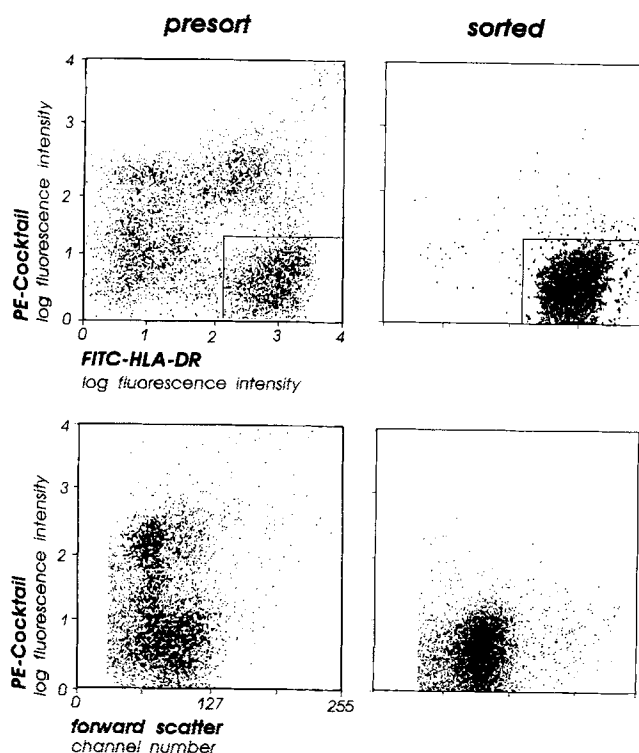 presort
sorted
4
3
2
1
0
PE-Cocktail
log fluorescence intensity
0 1 2 3 4
FITC-HLA-DR
log fluorescence intensity
4
3
2
1
0
PE-Cocktail
log fluorescence intensity
0 127 255
forward scatter
channel number